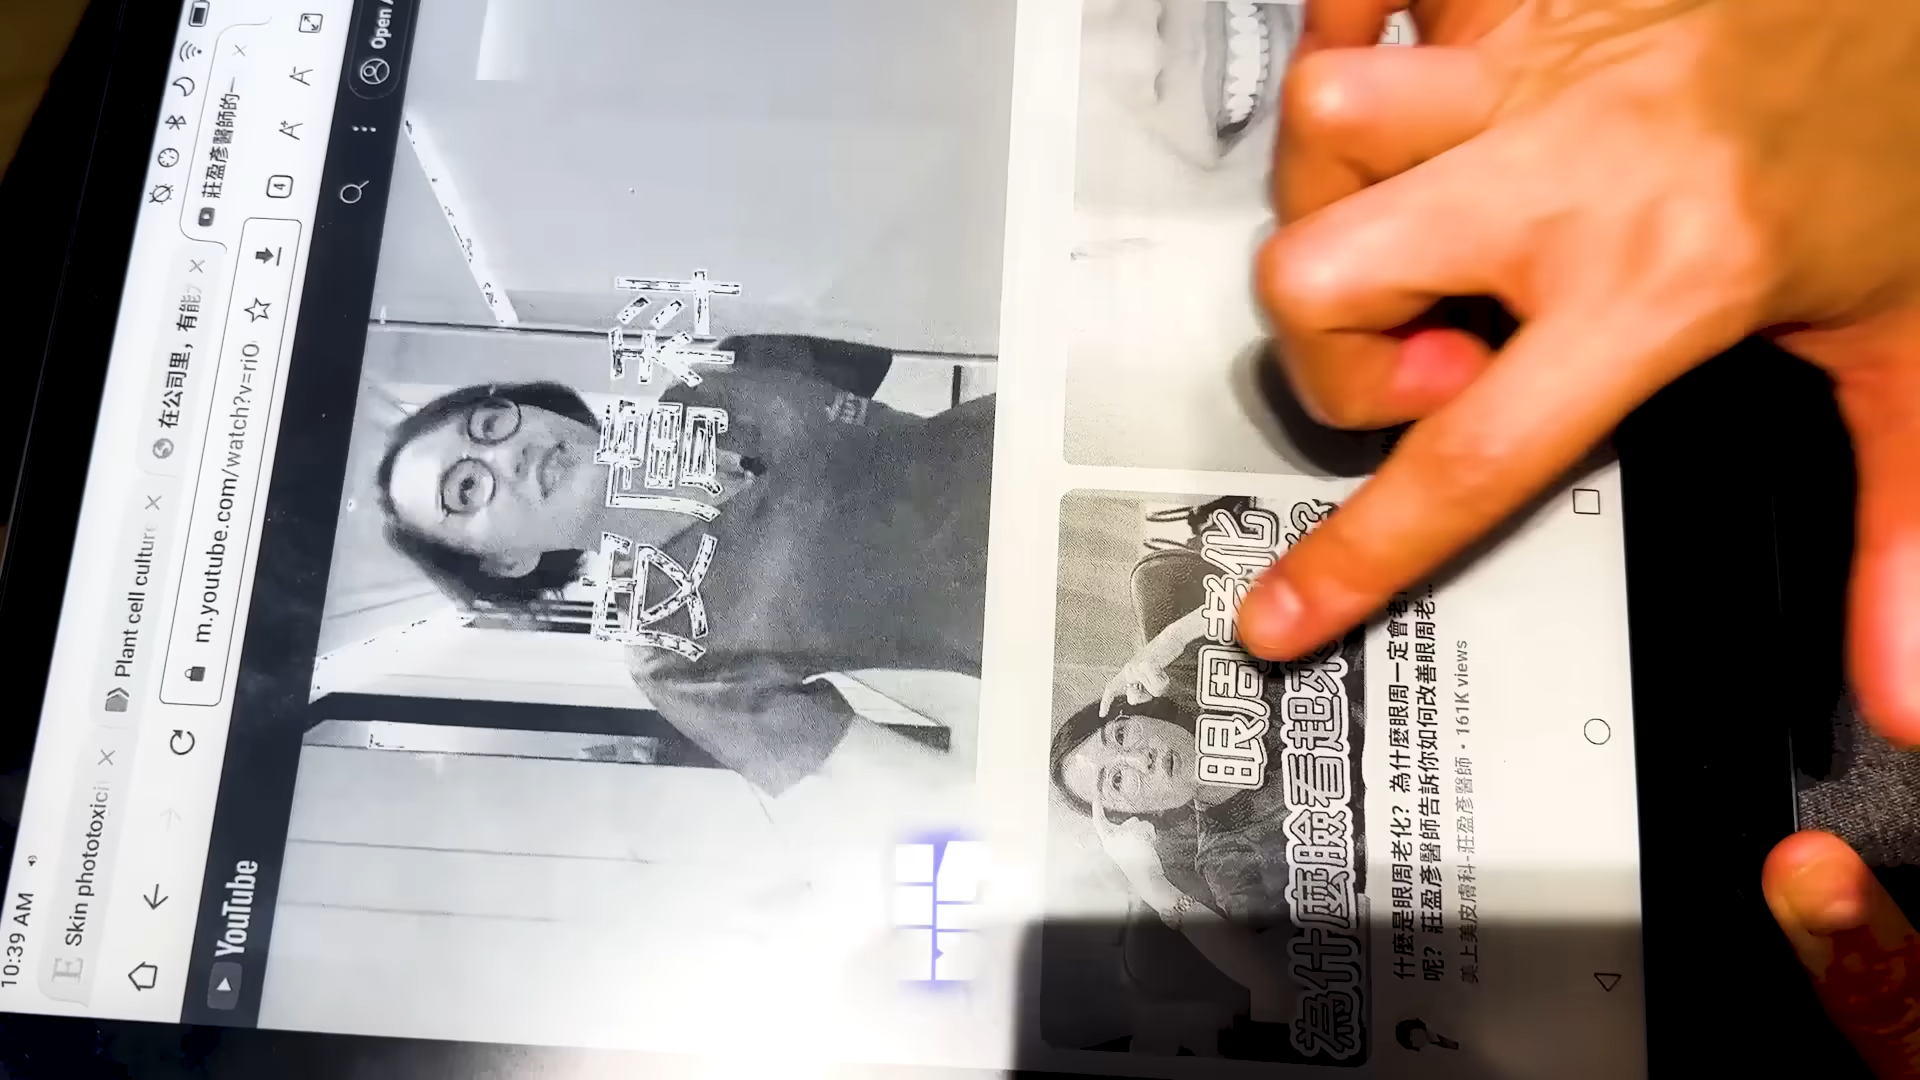 10:39 AM
Skin phototoxici
Plant cell culture
在公司里，有能
莊盈彥醫師的一
m.youtube.com/watch?v=riO
4
YouTube
Open
眼周老化
為什麼臉看起來
什麼是眼周老化？為什麼眼周一定會老
呢？莊盈彥醫師告訴你如何改善眼周老...
美上美皮膚科-莊盈彥醫師・161K views